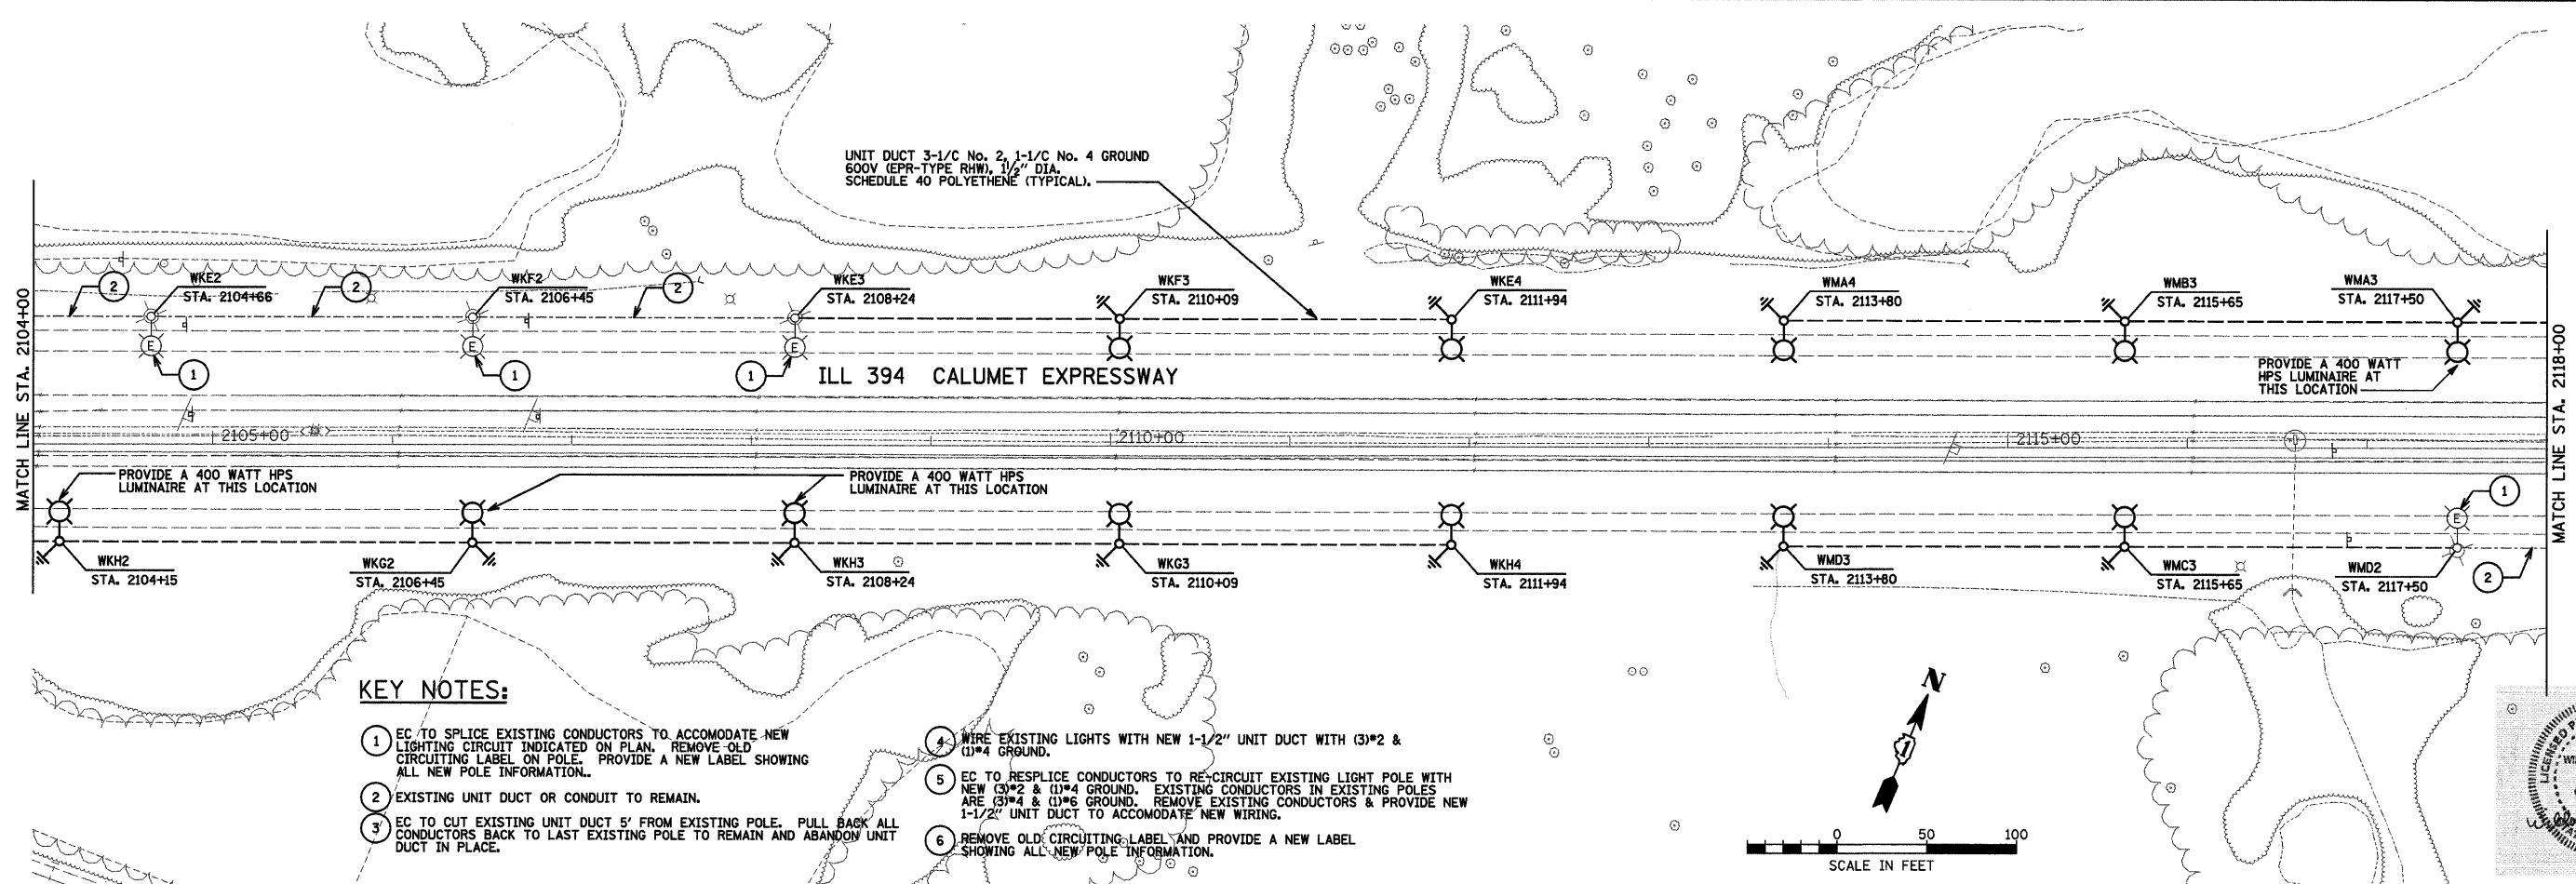 UNIT DUCT 3-1/C No. 2, 1-1/C No. 4 GROUND
600V (EPR-TYPE RHW), 1½" DIA.
SCHEDULE 40 POLYETHENE (TYPICAL).
MATCH LINE STA. 2104+00
2
WKE2
STA. 2104+66
2
WKF2
STA. 2106+45
2
WKE3
STA. 2108+24
WKF3
STA. 2110+09
WKE4
STA. 2111+94
WMA4
STA. 2113+80
WMB3
STA. 2115+65
WMA3
STA. 2117+50
E
E
E
1
1
1
ILL 394 CALUMET EXPRESSWAY
PROVIDE A 400 WATT
HPS LUMINAIRE AT
THIS LOCATION
MATCH LINE STA. 2118+00
2105+00
2110+00
2115+00
PROVIDE A 400 WATT HPS
LUMINAIRE AT THIS LOCATION
PROVIDE A 400 WATT HPS
LUMINAIRE AT THIS LOCATION
1
E
WKH2
STA. 2104+15
WKG2
STA. 2106+45
WKH3
STA. 2108+24
WKG3
STA. 2110+09
WKH4
STA. 2111+94
WMD3
STA. 2113+80
WMC3
STA. 2115+65
WMD2
STA. 2117+50
2
KEY NOTES:
1 EC TO SPLICE EXISTING CONDUCTORS TO ACCOMODATE NEW
LIGHTING CIRCUIT INDICATED ON PLAN. REMOVE OLD
CIRCUITING LABEL ON POLE. PROVIDE A NEW LABEL SHOWING
ALL NEW POLE INFORMATION..
2 EXISTING UNIT DUCT OR CONDUIT TO REMAIN.
3 EC TO CUT EXISTING UNIT DUCT 5' FROM EXISTING POLE. PULL BACK ALL
CONDUCTORS BACK TO LAST EXISTING POLE TO REMAIN AND ABANDON UNIT
DUCT IN PLACE.
4 WIRE EXISTING LIGHTS WITH NEW 1-1/2" UNIT DUCT WITH (3)#2 &
(1)#4 GROUND.
5 EC TO RESPLICE CONDUCTORS TO RE-CIRCUIT EXISTING LIGHT POLE WITH
NEW (3)#2 & (1)#4 GROUND. EXISTING CONDUCTORS IN EXISTING POLES
ARE (3)#4 & (1)#6 GROUND. REMOVE EXISTING CONDUCTORS & PROVIDE NEW
1-1/2" UNIT DUCT TO ACCOMODATE NEW WIRING.
6 REMOVE OLD CIRCUITING LABEL AND PROVIDE A NEW LABEL
SHOWING ALL NEW POLE INFORMATION.
N
1
0 50 100
SCALE IN FEET
LICENSED